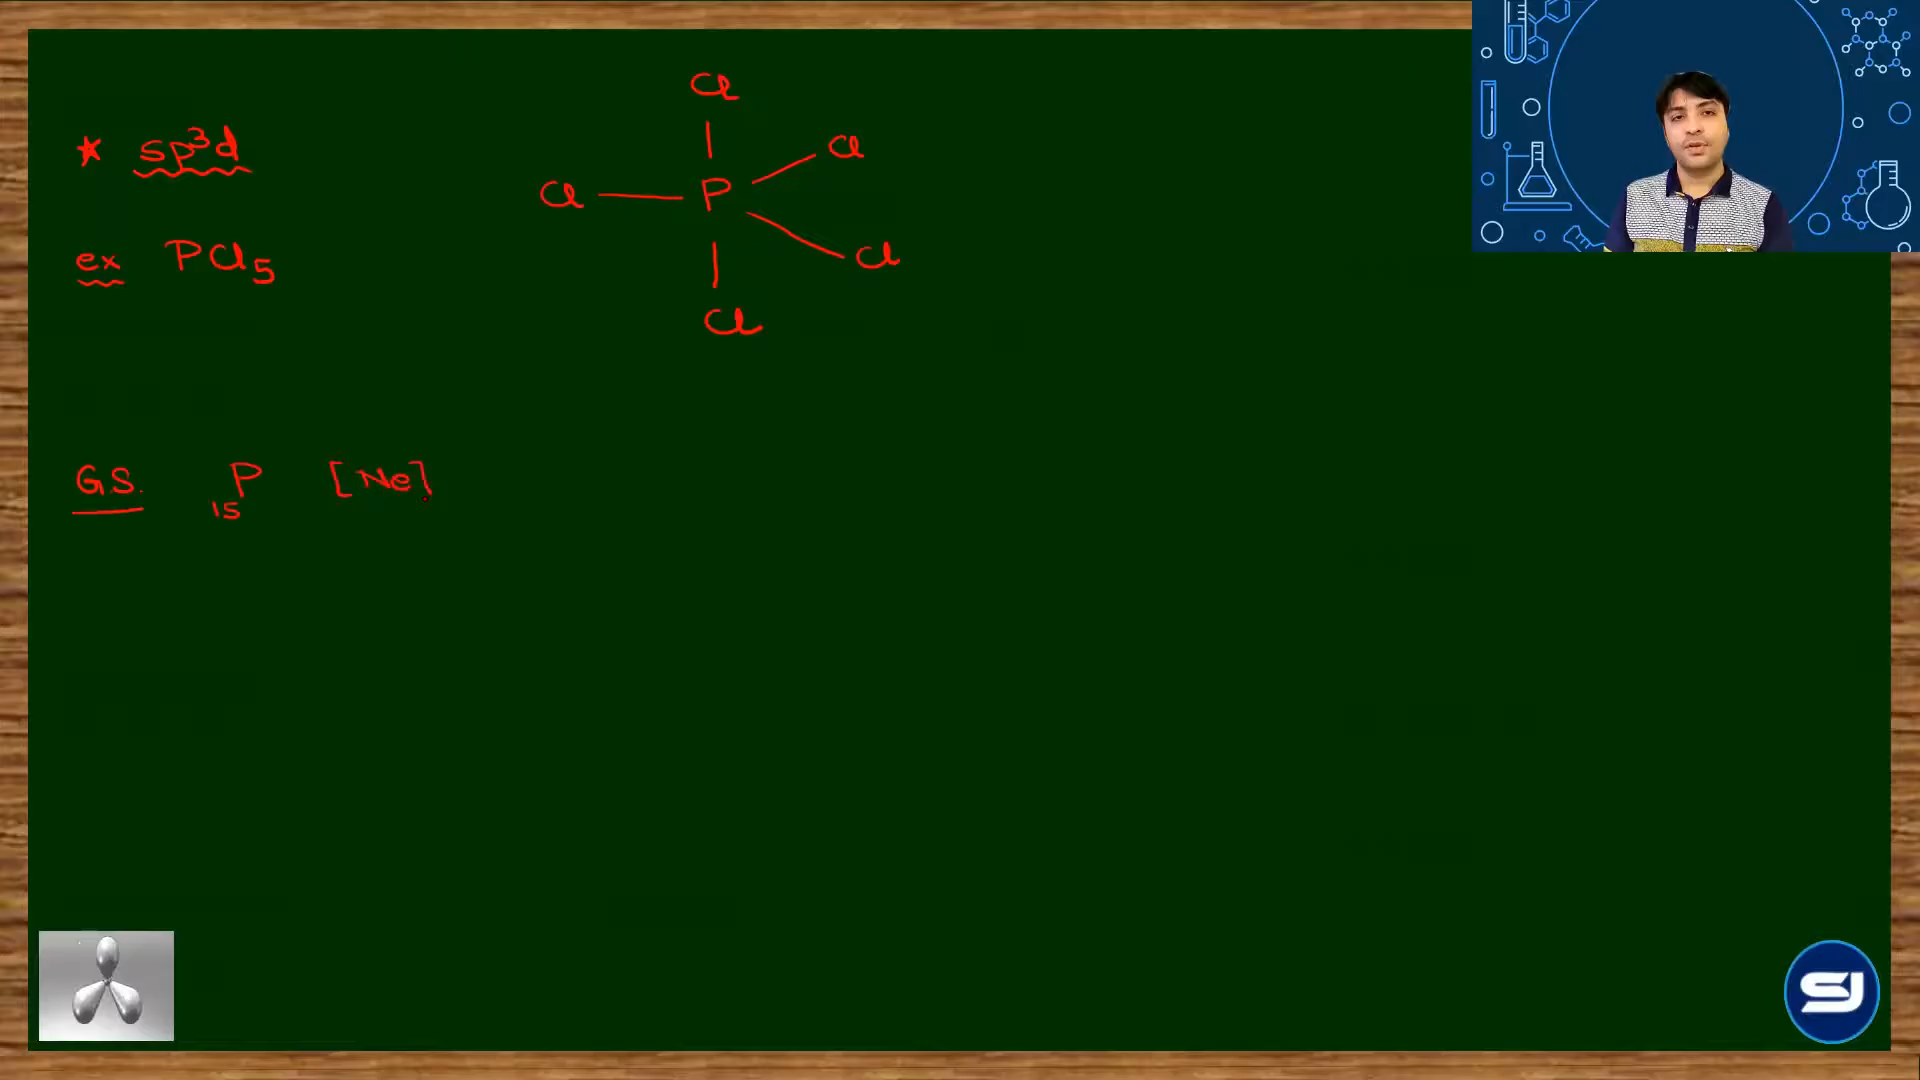 * sp³d
ex PCl₅
Cl
Cl
Cl P
Cl
Cl
G.S. ₁₅P [Ne]
SJ